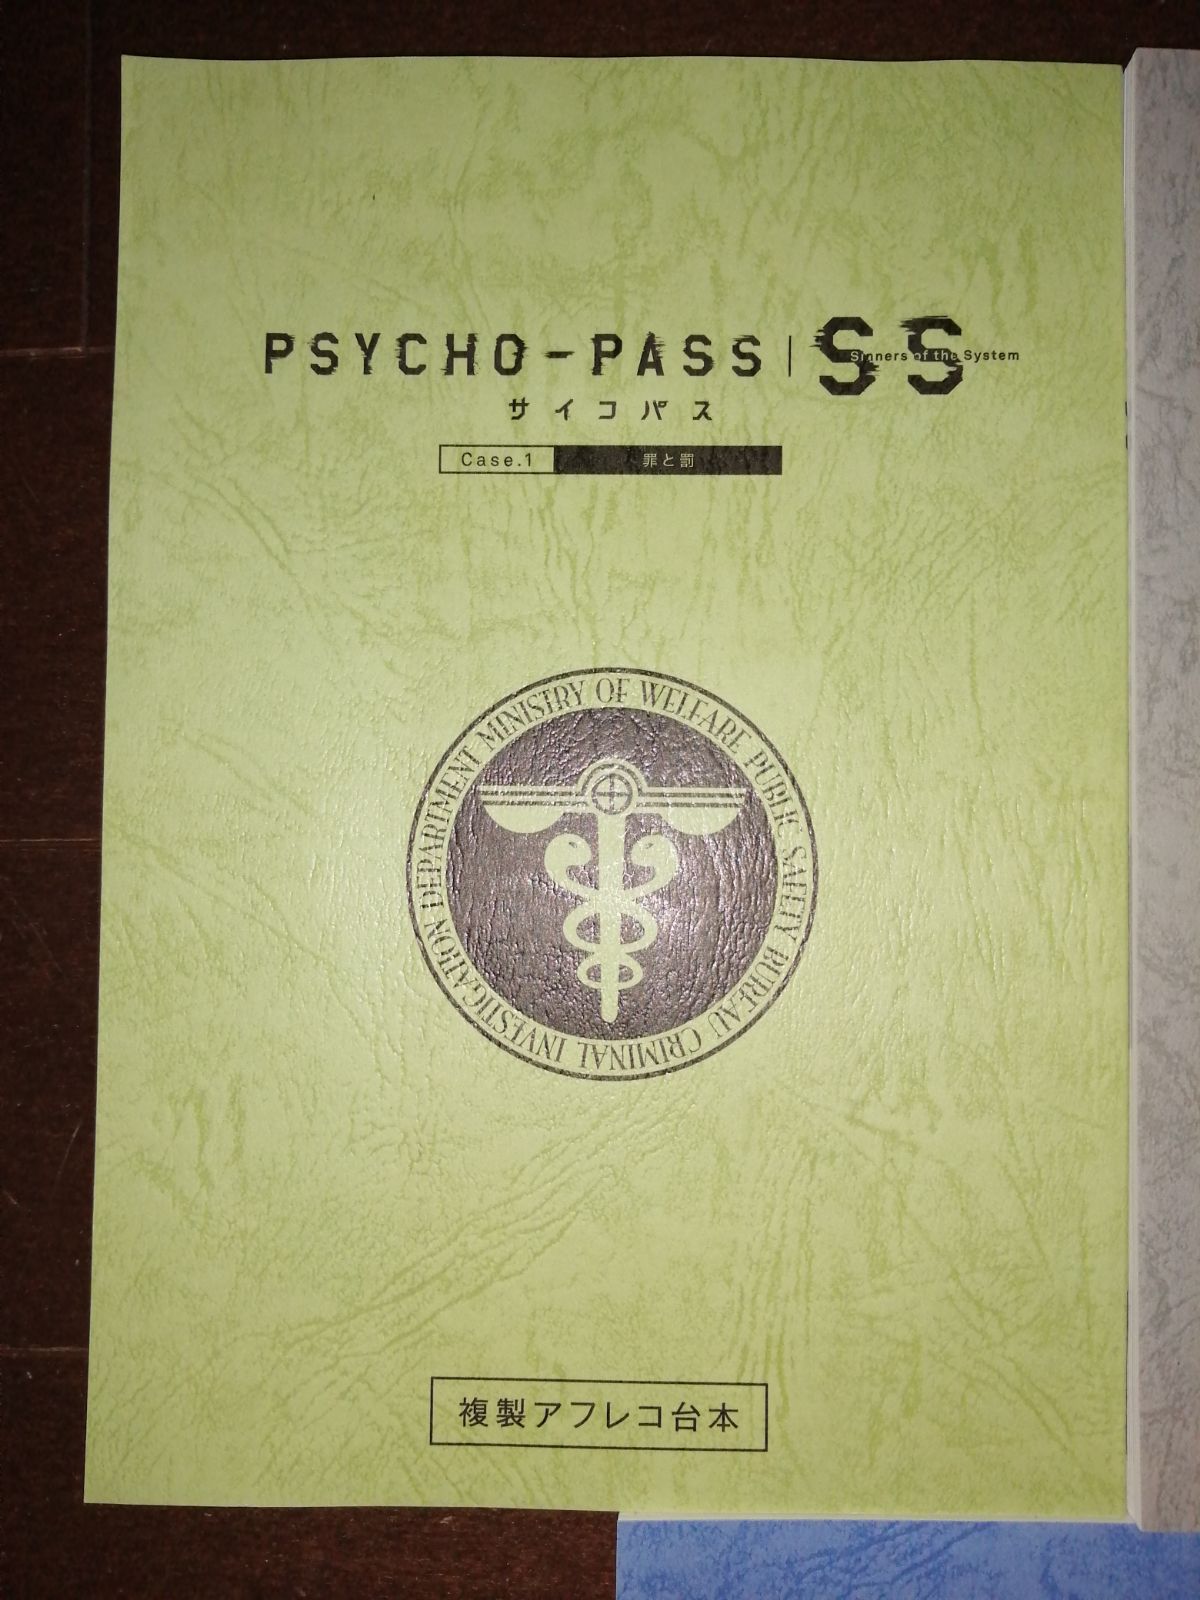 PSYCHO-PASS | SS
Sinners of the System
サイコパス
Case.1 罪と罰
MINISTRY OF WELFARE PUBLIC SAFETY BUREAU CRIMINAL INVESTIGATION DEPARTMENT
複製アフレコ台本